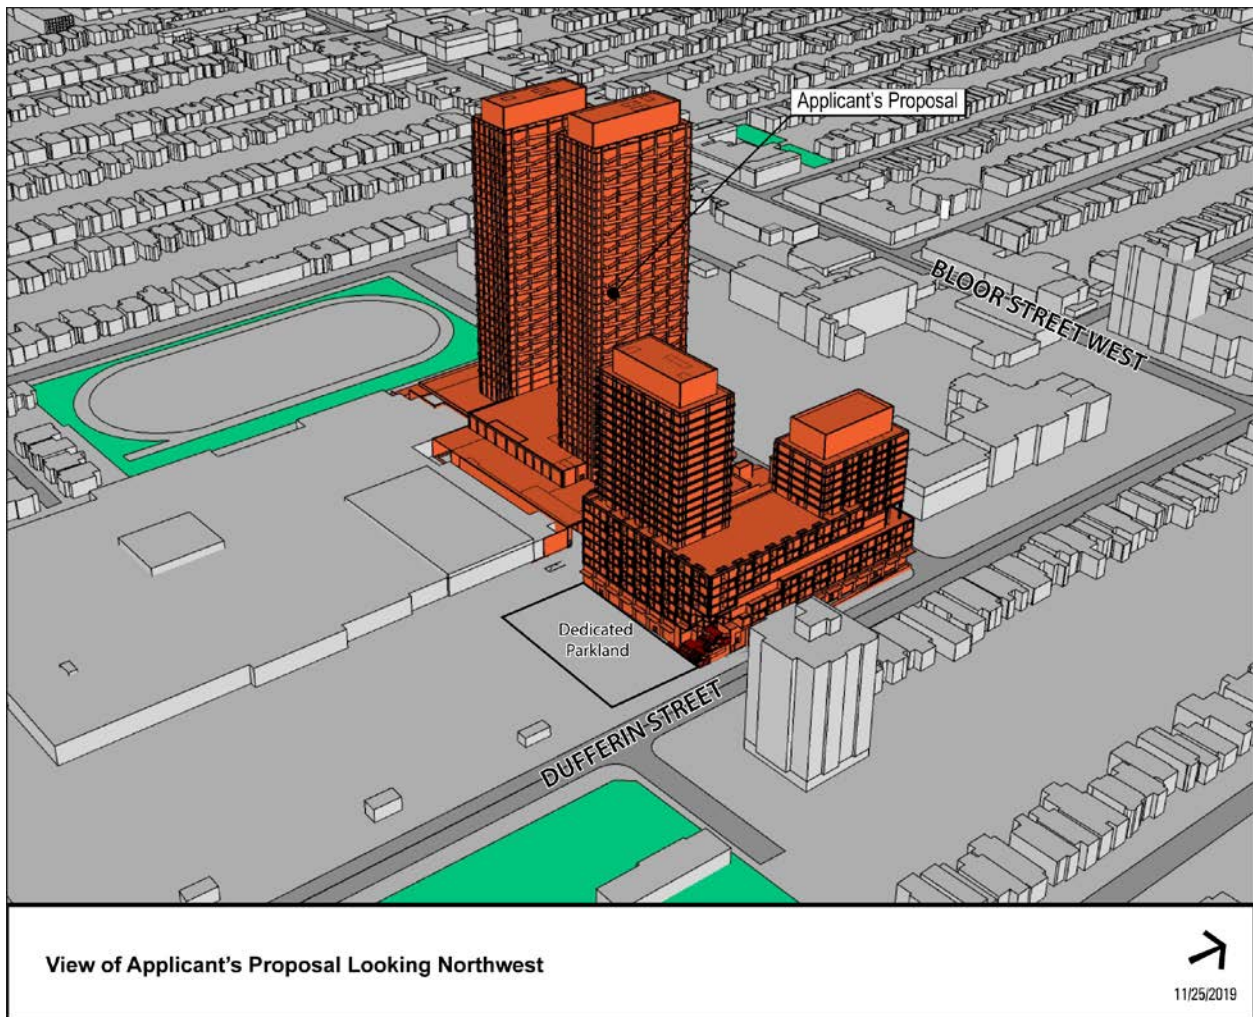 Applicant's Proposal
BLOOR STREET WEST
Dedicated
Parkland
DUFFERIN STREET
View of Applicant's Proposal Looking Northwest
11/25/2019